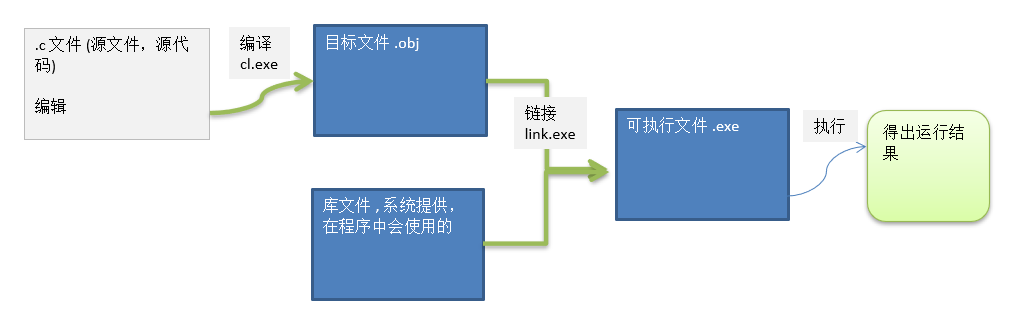 .c 文件 (源文件，源代
码)
编辑
编译
cl.exe
目标文件 .obj
链接
link.exe
库文件 , 系统提供，
在程序中会使用的
可执行文件 .exe
执行
得出运行结
果